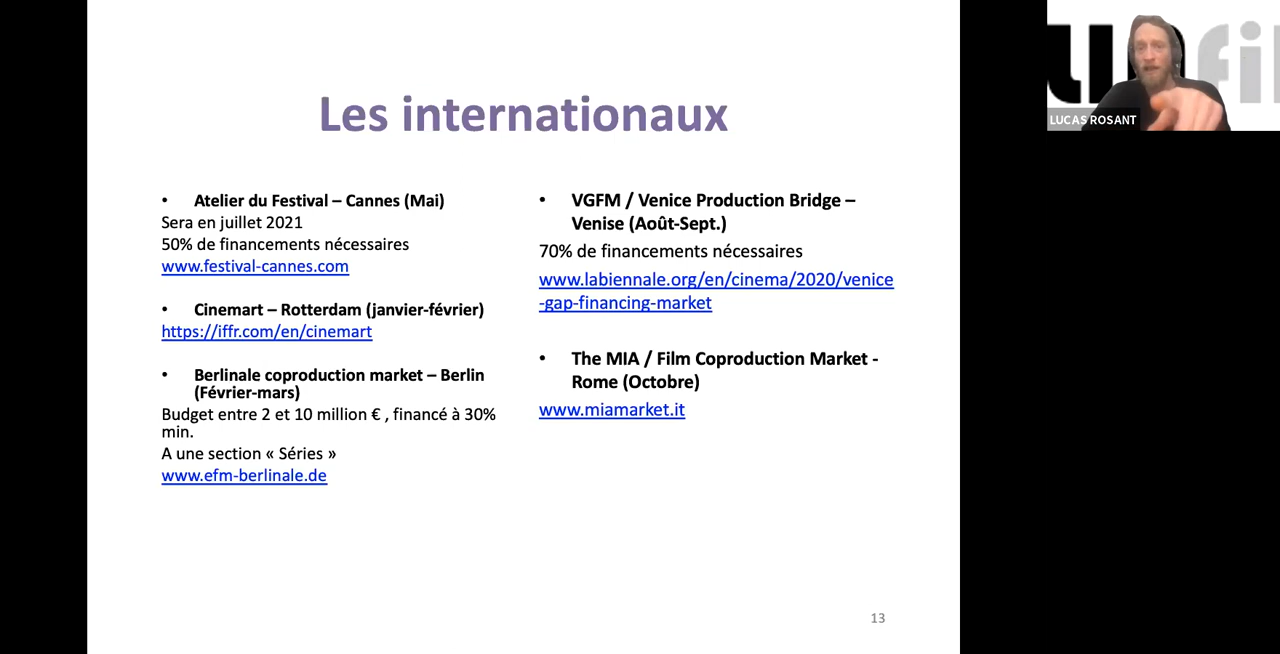 Les internationaux
• Atelier du Festival – Cannes (Mai)
Sera en juillet 2021
50% de financements nécessaires
www.festival-cannes.com
• Cinemart – Rotterdam (janvier-février)
https://iffr.com/en/cinemart
• Berlinale coproduction market – Berlin
(Février-mars)
Budget entre 2 et 10 million € , financé à 30%
min.
A une section « Séries »
www.efm-berlinale.de
• VGFM / Venice Production Bridge –
Venise (Août-Sept.)
70% de financements nécessaires
www.labiennale.org/en/cinema/2020/venice
-gap-financing-market
• The MIA / Film Coproduction Market -
Rome (Octobre)
www.miamarket.it
13
LUCAS ROSANT